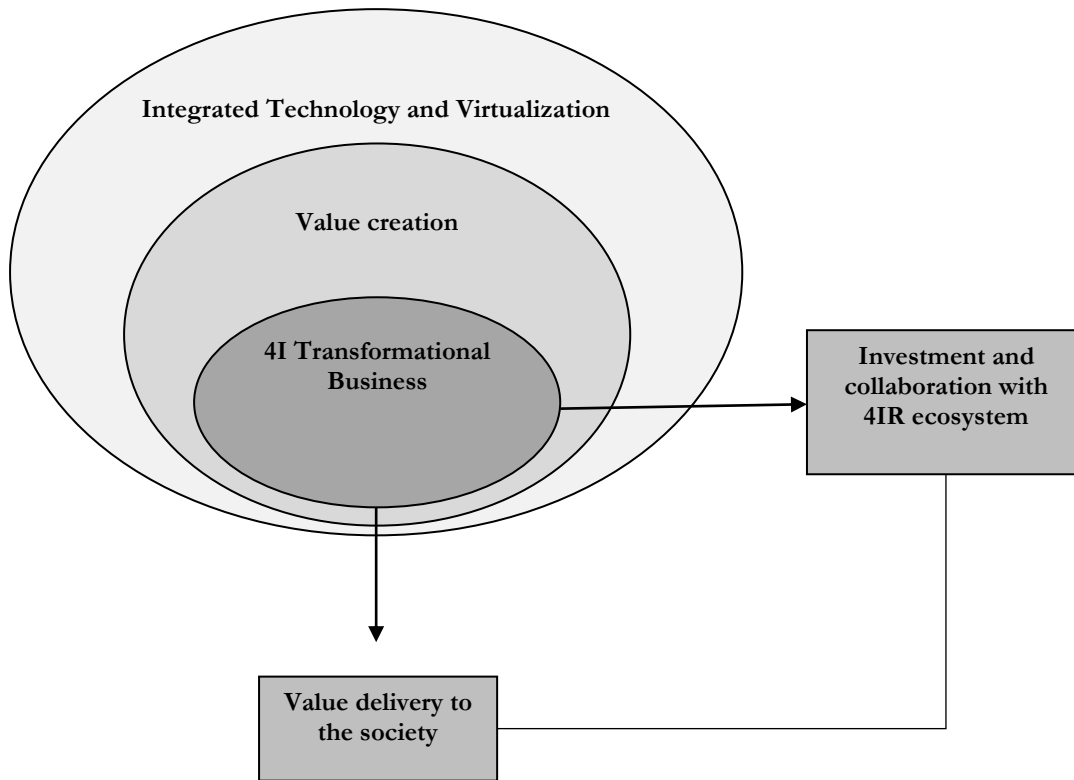 Integrated Technology and Virtualization
Value creation
4I Transformational
Business
Investment and
collaboration with
4IR ecosystem
Value delivery to
the society